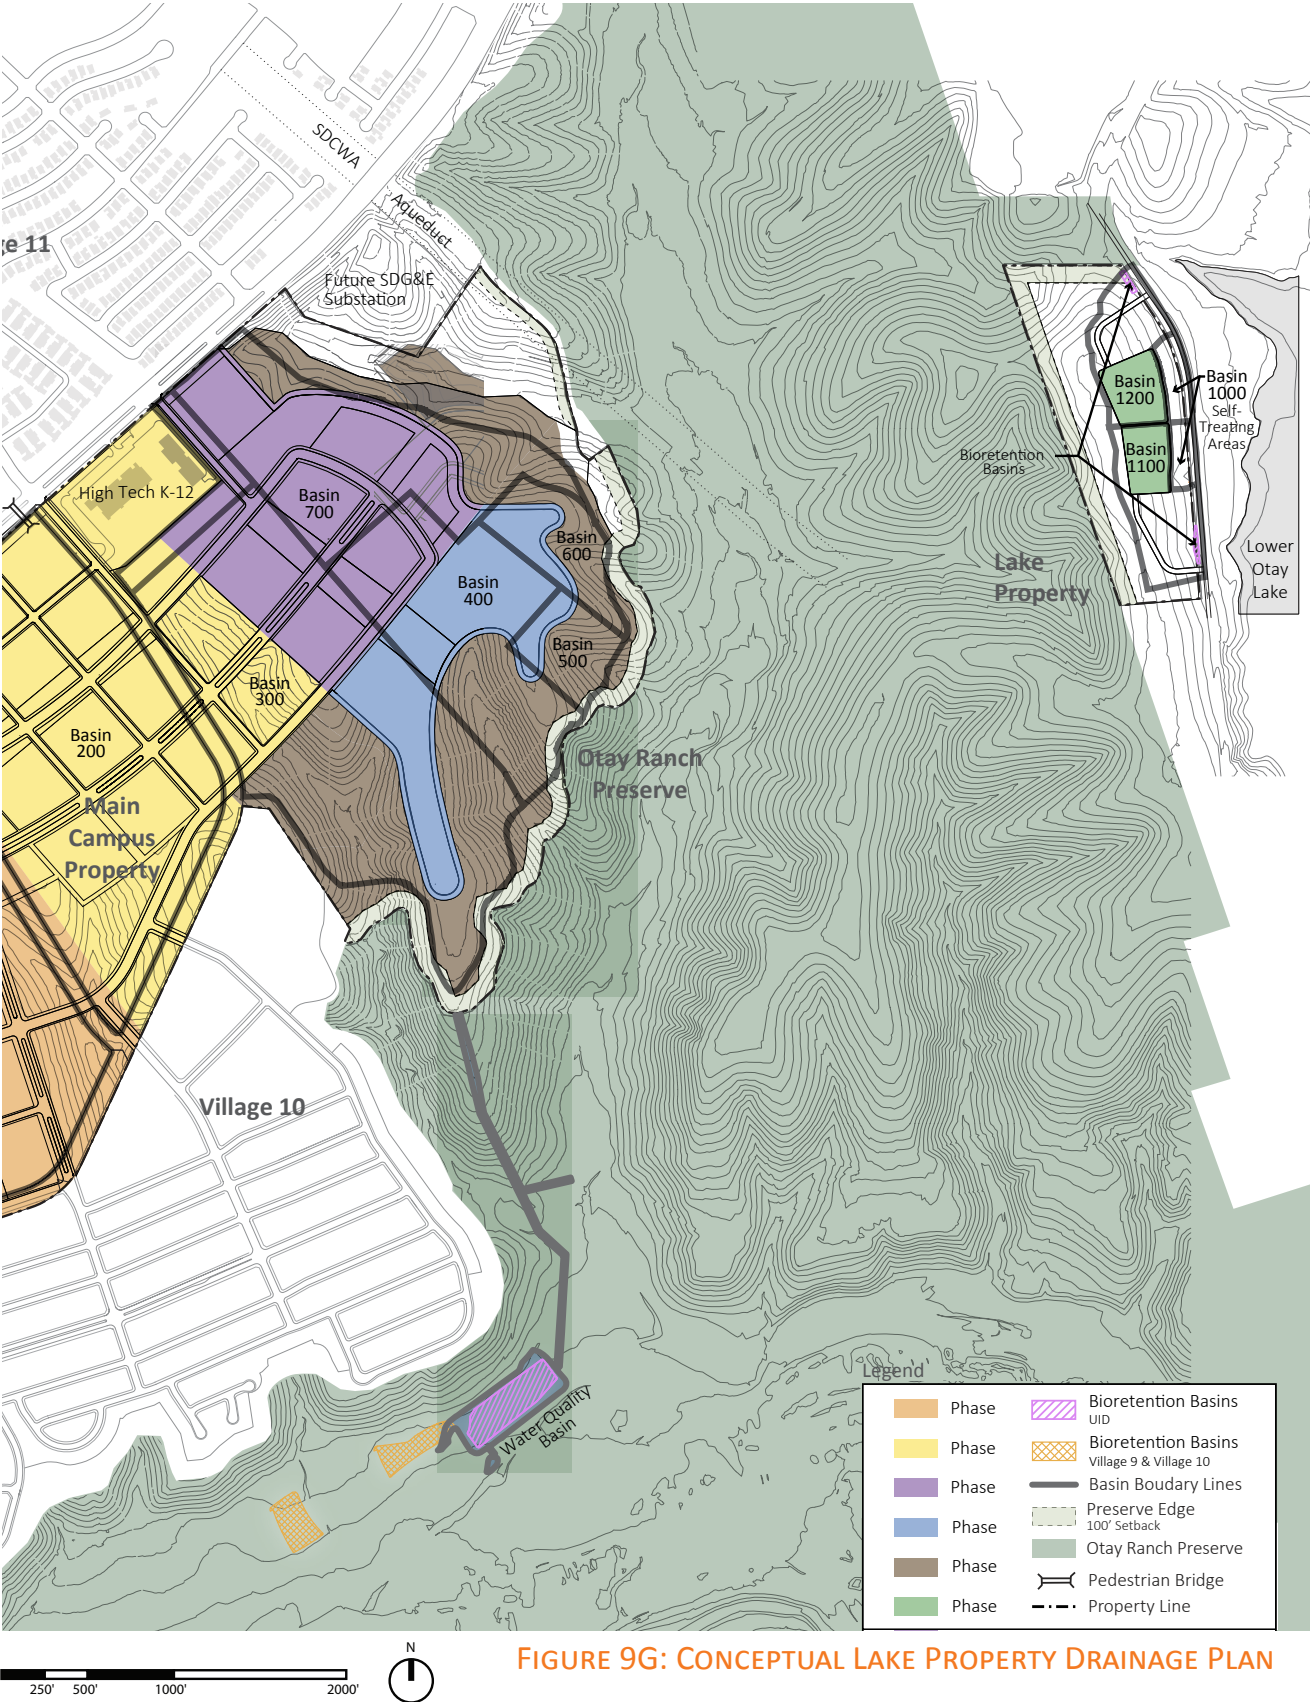 SDCWA
Aqueduct
ge 11
Future SDG&E
Substation
High Tech K-12
Basin
700
Basin
600
Basin
400
Basin
500
Basin
300
Basin
200
Main
Campus
Property
Otay Ranch
Preserve
Basin
1200
Basin
1000
Self-
Treating
Areas
Basin
1100
Bioretention
Basins
Lake
Property
Lower
Otay
Lake
Village 10
Water Quality
Basin
Legend
Phase
Phase
Phase
Phase
Phase
Phase
Bioretention Basins
UID
Bioretention Basins
Village 9 & Village 10
Basin Boudary Lines
Preserve Edge
100' Setback
Otay Ranch Preserve
Pedestrian Bridge
Property Line
N
250' 500' 1000' 2000'
Figure 9G: Conceptual Lake Property Drainage Plan